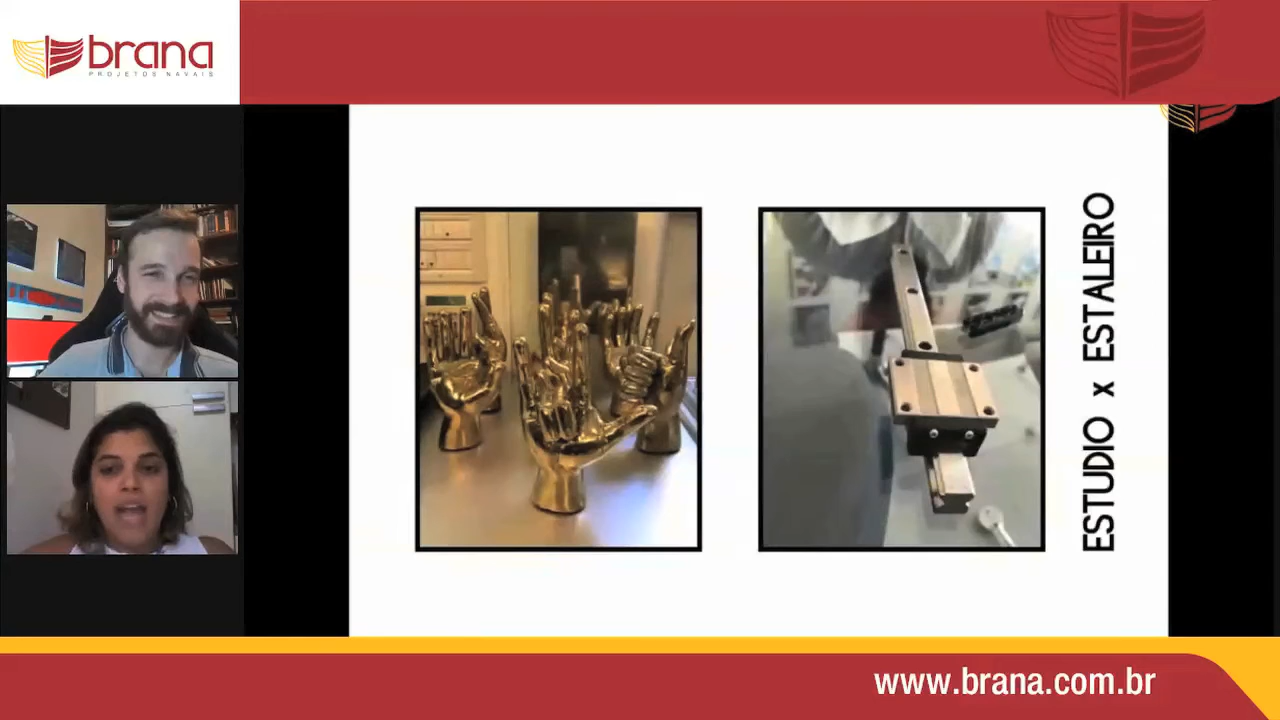 brana
PROJETOS NAVAIS
ESTUDIO x ESTALEIRO
www.brana.com.br